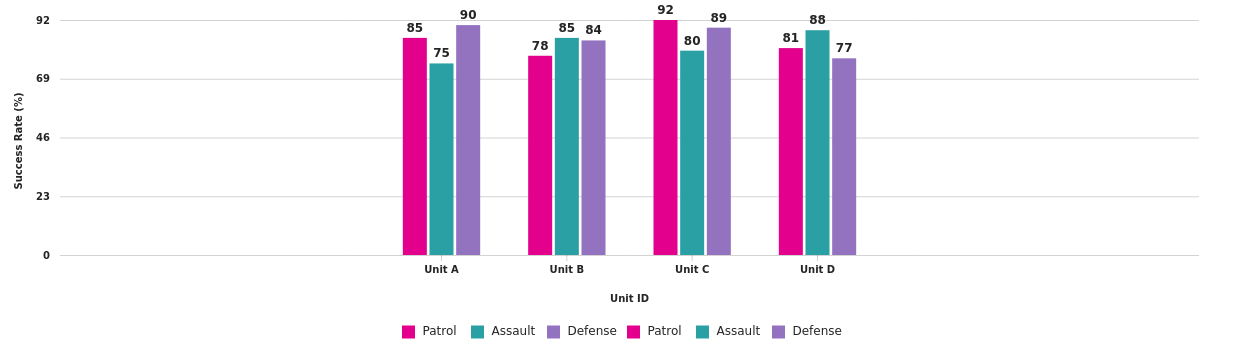 92
69
46
23
0
Success Rate (%)
85
75
90
78
85
84
92
80
89
81
88
77
Unit A
Unit B
Unit C
Unit D
Unit ID
Patrol Assault Defense Patrol Assault Defense